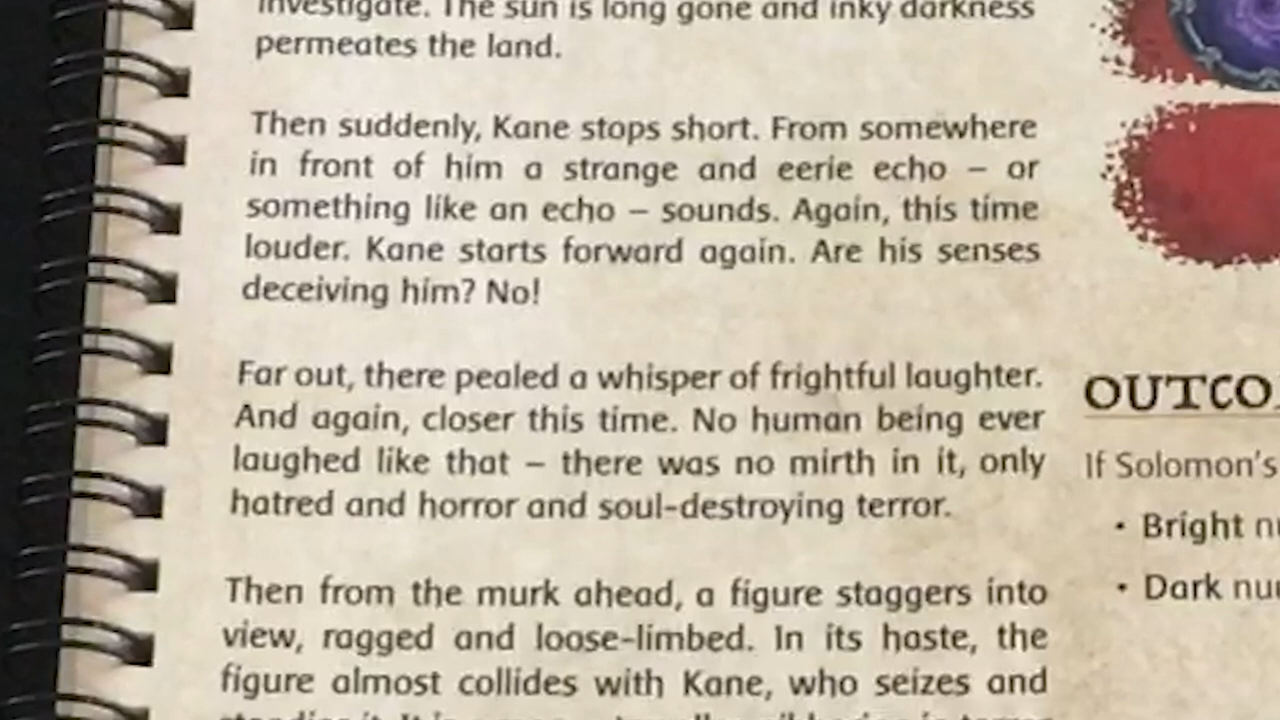 investigate. The sun is long gone and inky darkness
permeates the land.
Then suddenly, Kane stops short. From somewhere
in front of him a strange and eerie echo – or
something like an echo – sounds. Again, this time
louder. Kane starts forward again. Are his senses
deceiving him? No!
Far out, there pealed a whisper of frightful laughter.
And again, closer this time. No human being ever
laughed like that – there was no mirth in it, only
hatred and horror and soul-destroying terror.
Then from the murk ahead, a figure staggers into
view, ragged and loose-limbed. In its haste, the
figure almost collides with Kane, who seizes and
OUTCO
If Solomon's
• Bright nu
• Dark nu